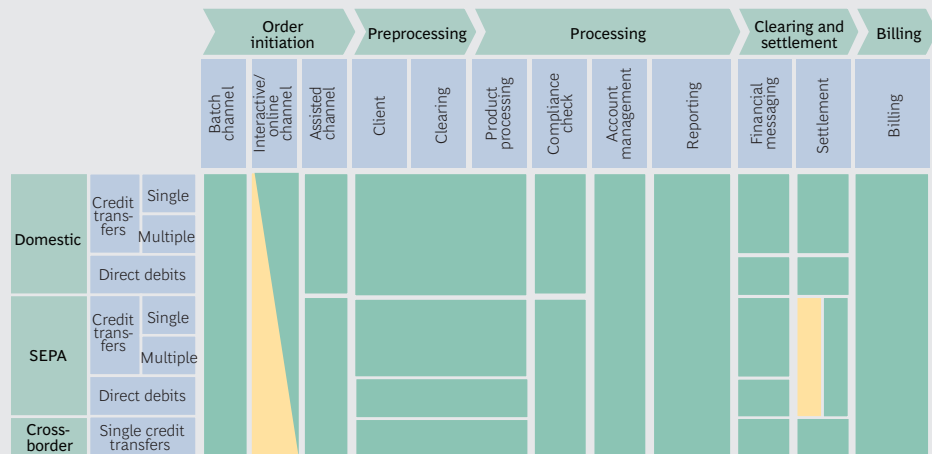 Order
initiation
Preprocessing
Processing
Clearing and
settlement
Billing
Batch
channel
Interactive/
online
channel
Assisted
channel
Client
Clearing
Product
processing
Compliance
check
Account
management
Reporting
Financial
messaging
Settlement
Billing
Domestic
Credit
trans-
fers
Single
Multiple
Direct debits
SEPA
Credit
trans-
fers
Single
Multiple
Direct debits
Cross-
border
Single credit
transfers